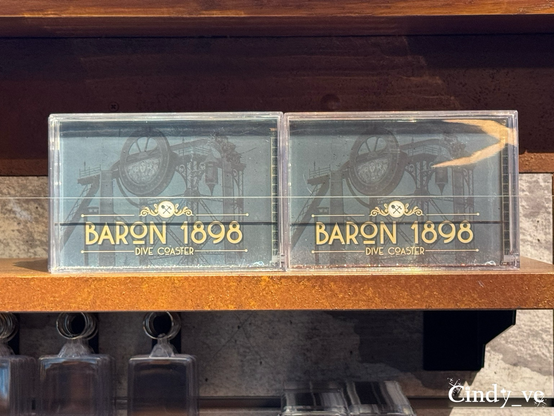 BARON 1898
DIVE COASTER
BARON 1898
DIVE COASTER
Cindy_ve